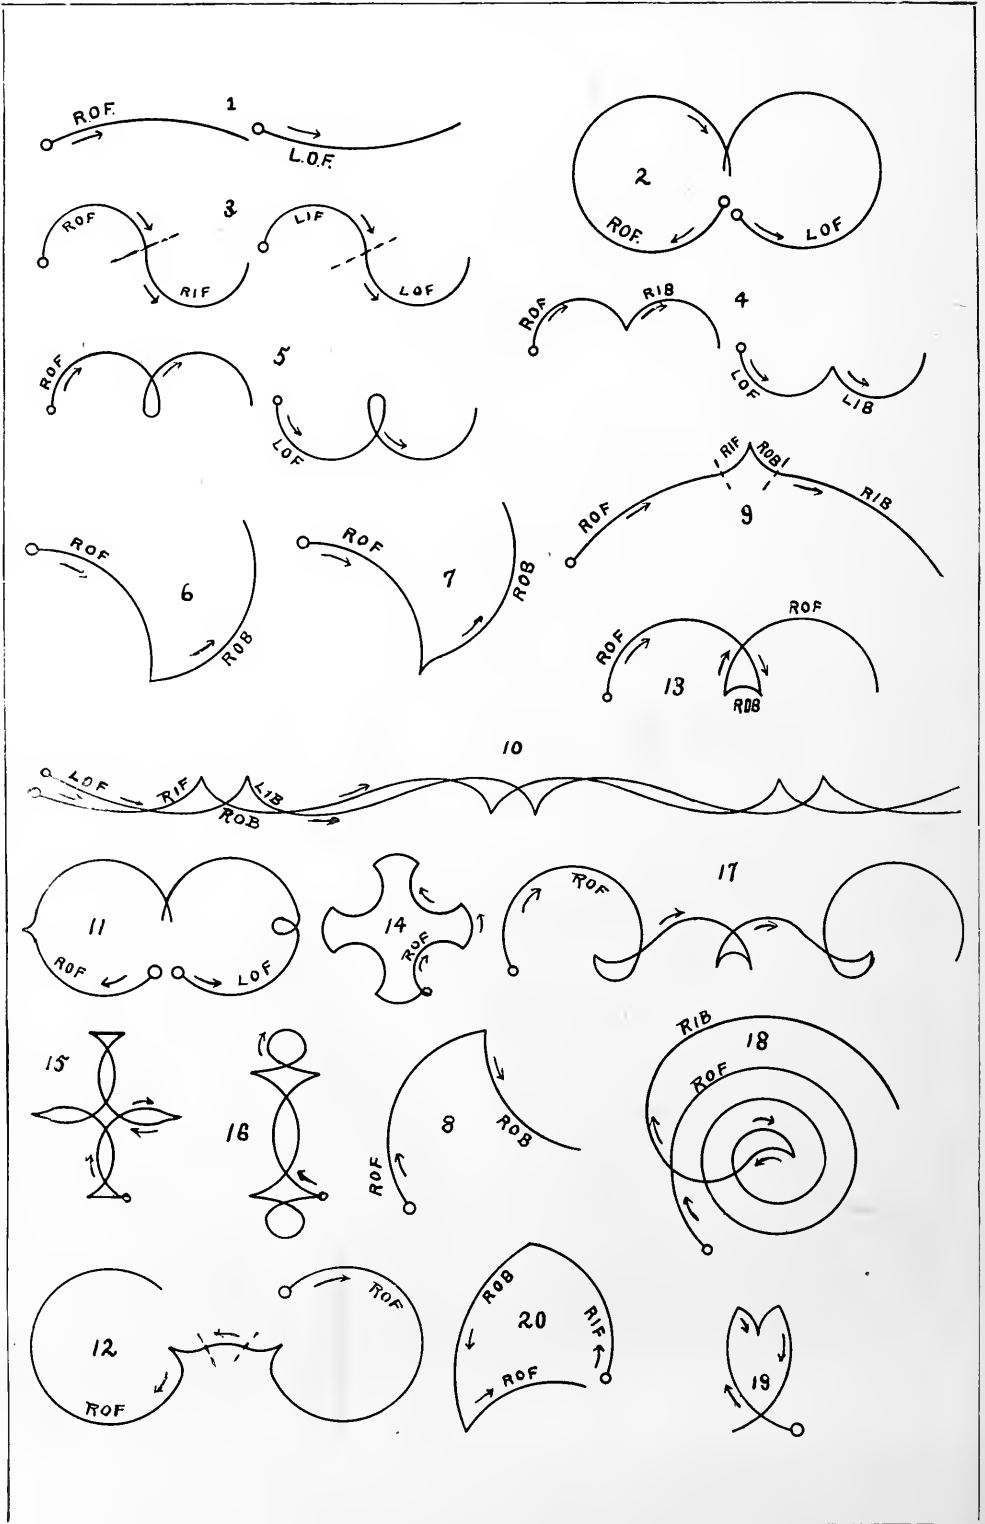 1
R.O.F.
L.O.F.
2
ROF.
LOF
3
ROF
RIF
LIF
LOF
4
ROF
RIB
LOF
LIB
5
ROF
LOF
6
ROF
ROB
7
ROF
ROB
9
ROF
RIF
ROB
RIB
13
ROF
ROB
ROF
10
LOF
RIF
LIB
ROB
11
ROF
LOF
14
ROF
17
ROF
15
16
8
ROF
ROB
18
RIB
ROF
12
ROF
ROF
20
ROB
RIF
ROF
19